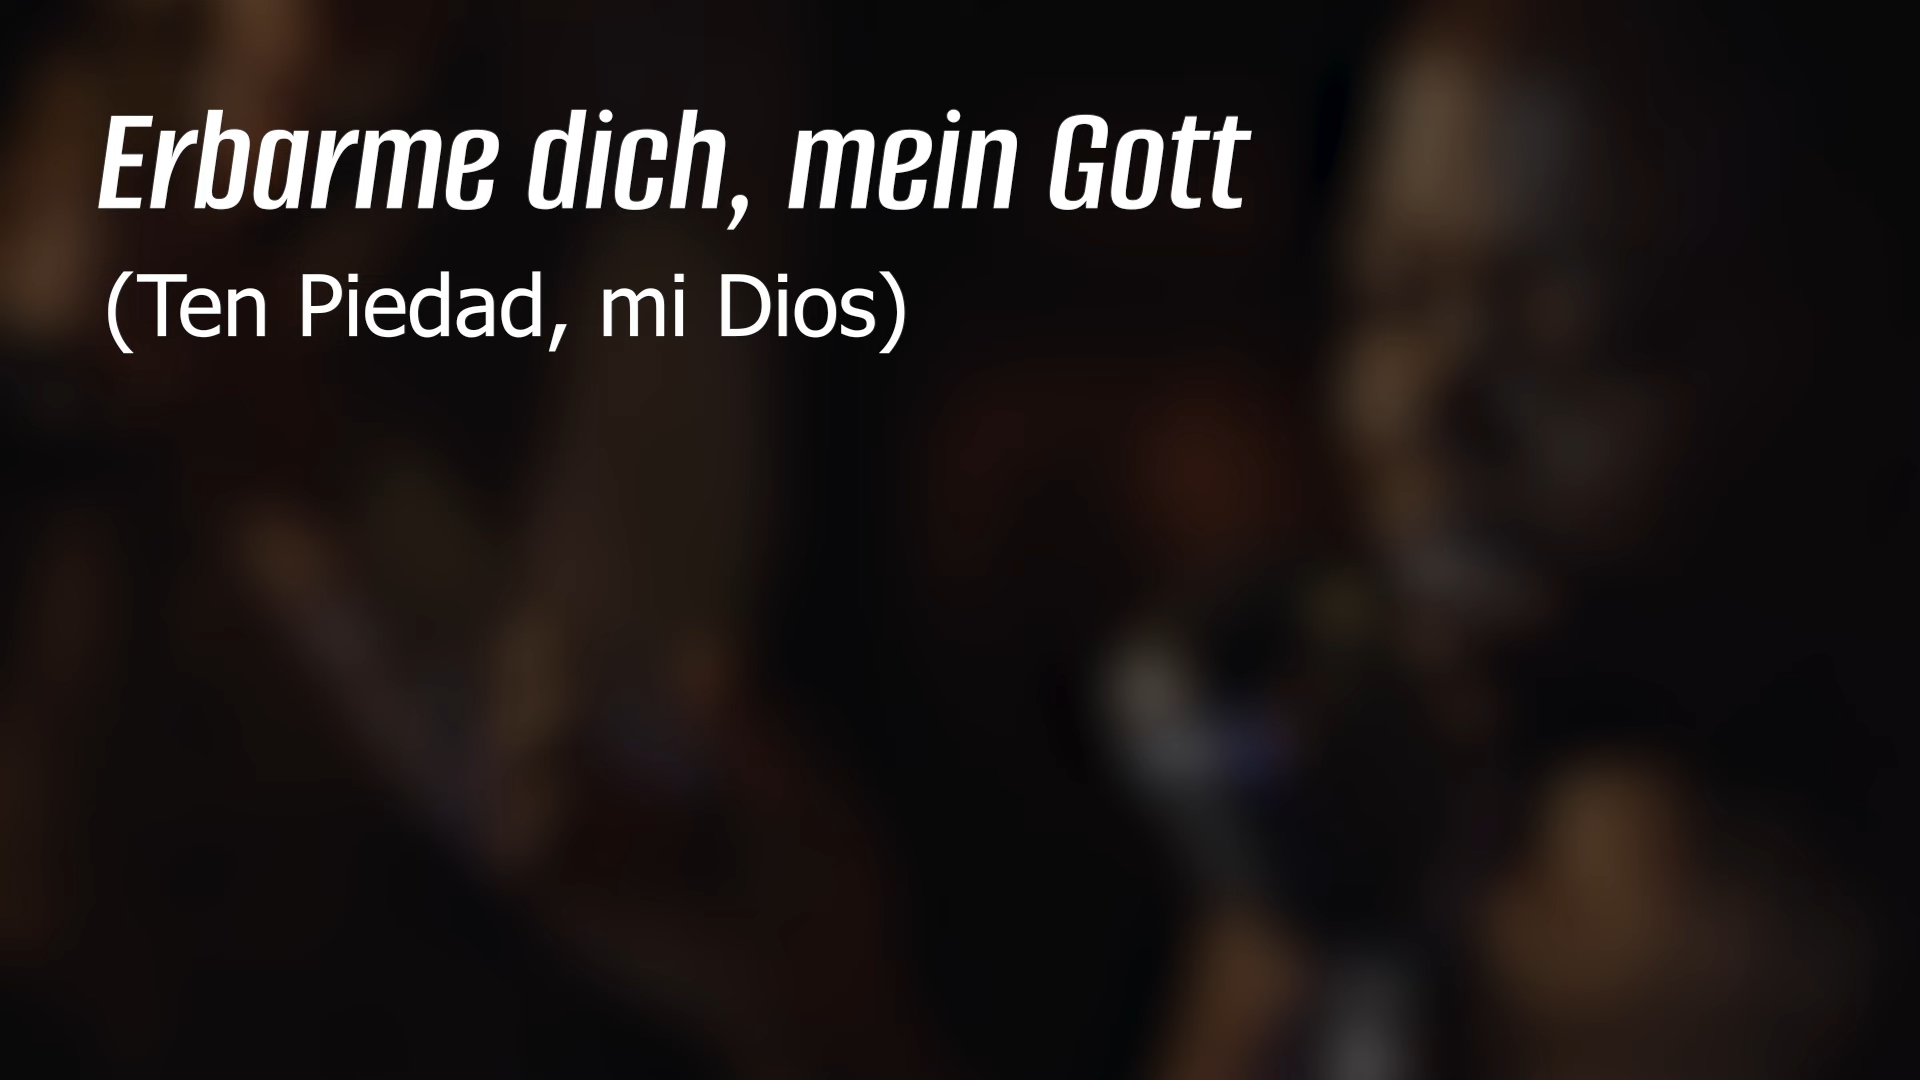 Erbarme dich, mein Gott
(Ten Piedad, mi Dios)